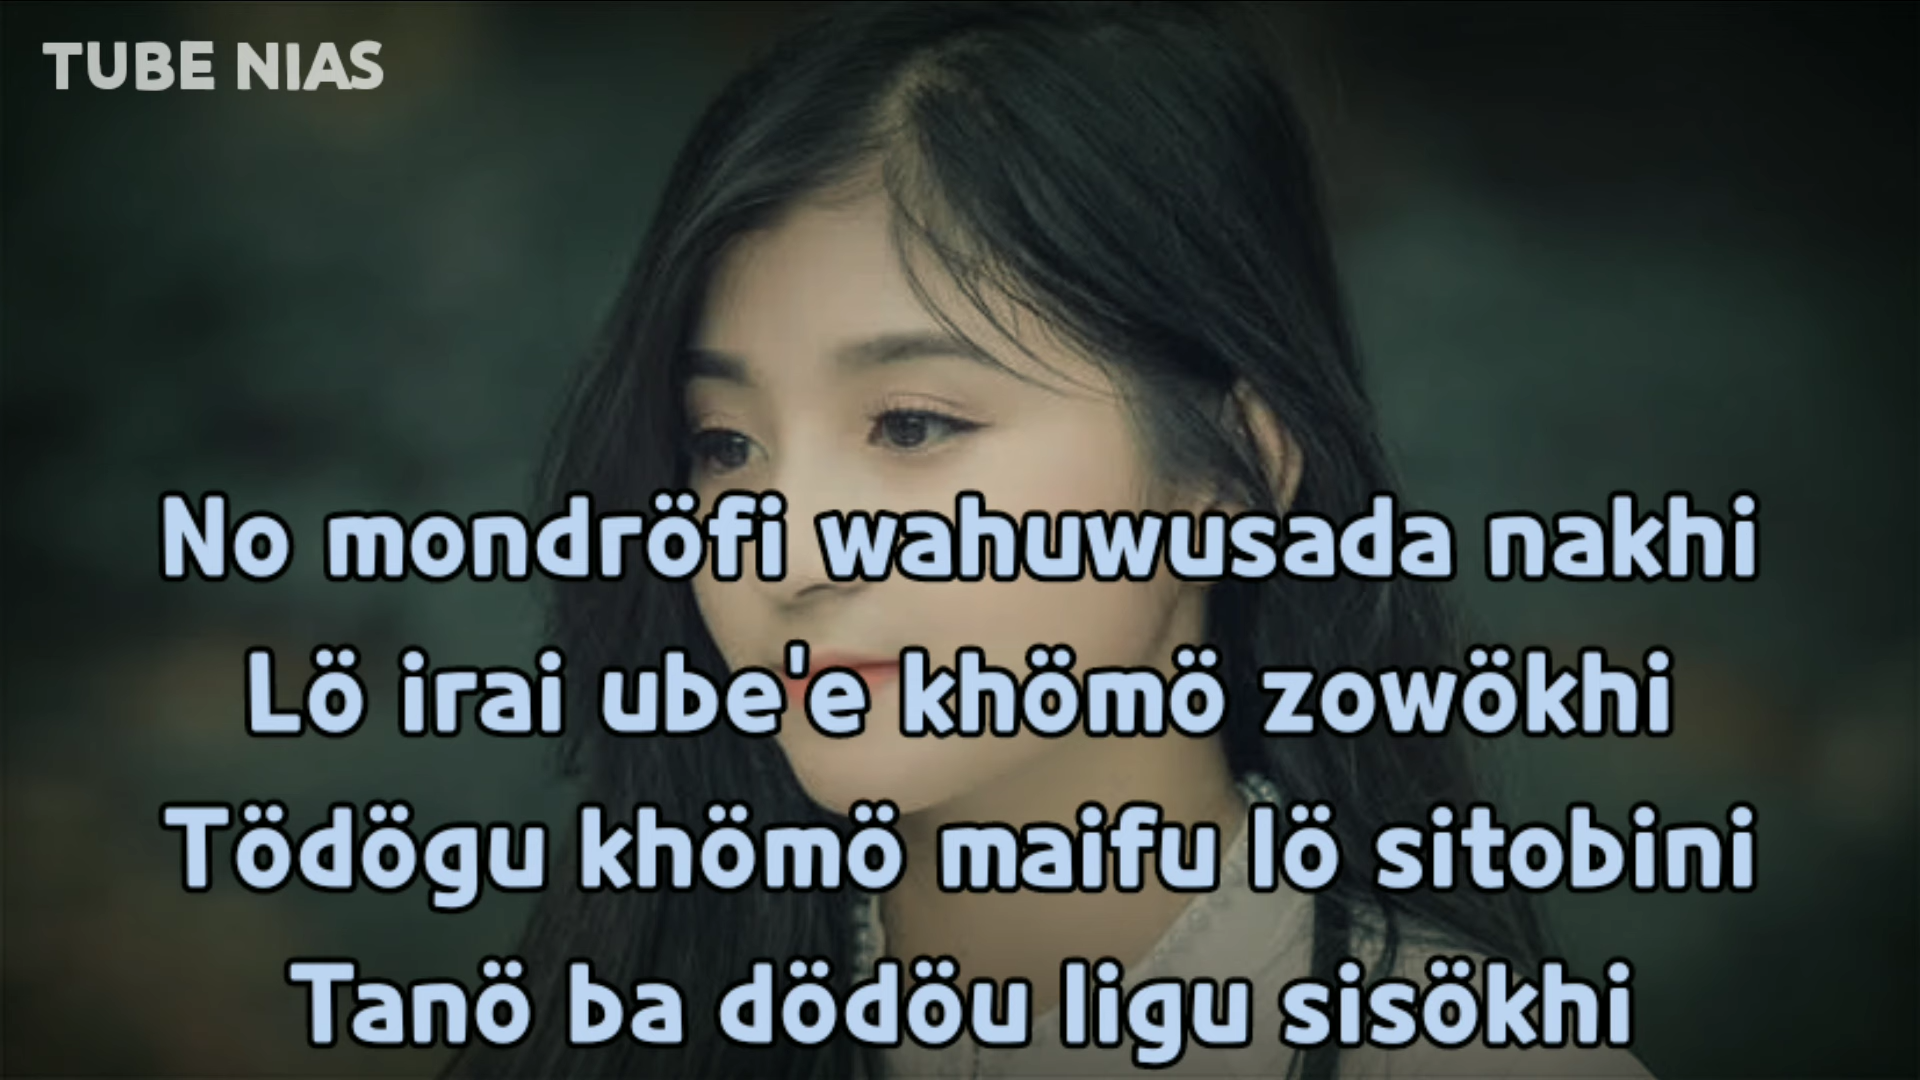 TUBE NIAS
No mondröfi wahuwusada nakhi
Lö irai ube'e khömö zowökhi
Tödögu khömö maifu lö sitobini
Tanö ba dödöu ligu sisökhi